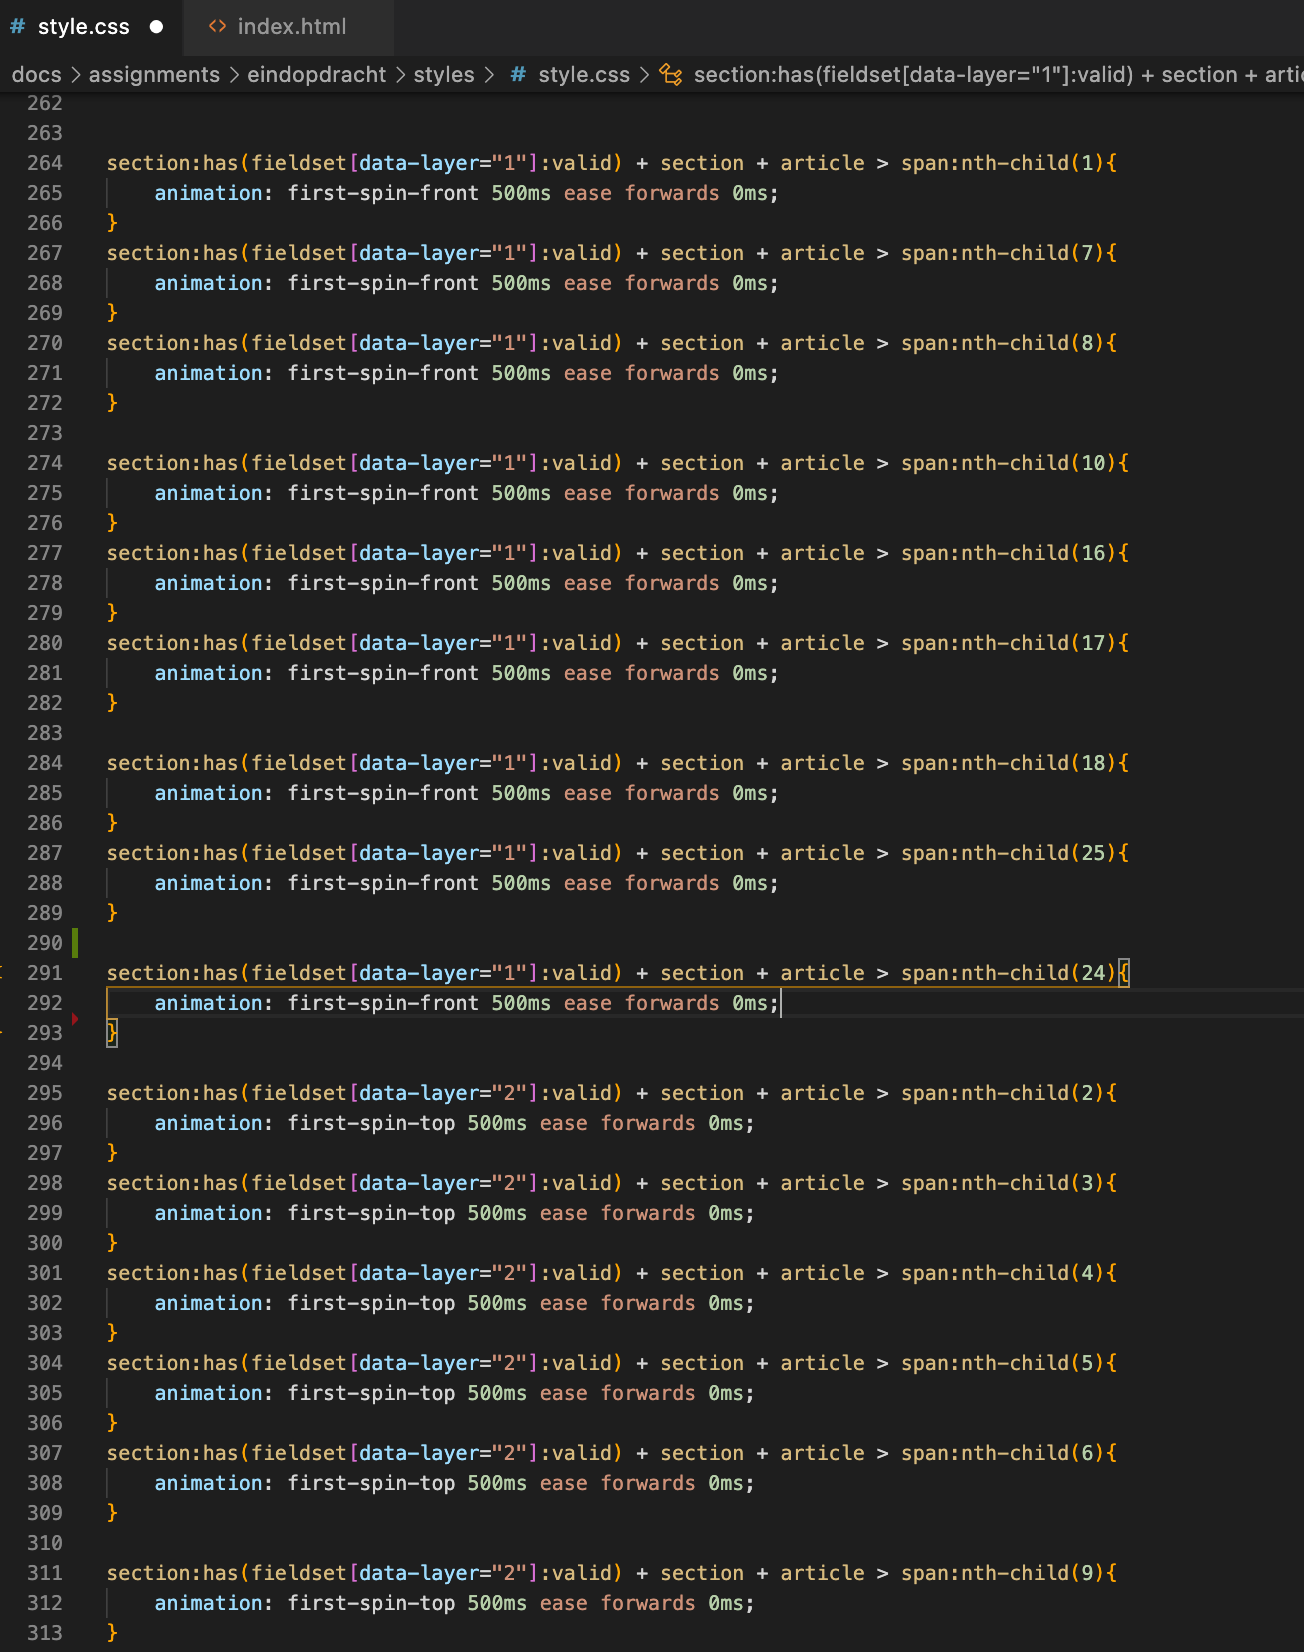 # style.css ● <> index.html
docs > assignments > eindopdracht > styles > # style.css > section:has(fieldset[data-layer="1"]:valid) + section + artic
262
263
264 section:has(fieldset[data-layer="1"]:valid) + section + article > span:nth-child(1){
265 animation: first-spin-front 500ms ease forwards 0ms;
266 }
267 section:has(fieldset[data-layer="1"]:valid) + section + article > span:nth-child(7){
268 animation: first-spin-front 500ms ease forwards 0ms;
269 }
270 section:has(fieldset[data-layer="1"]:valid) + section + article > span:nth-child(8){
271 animation: first-spin-front 500ms ease forwards 0ms;
272 }
273
274 section:has(fieldset[data-layer="1"]:valid) + section + article > span:nth-child(10){
275 animation: first-spin-front 500ms ease forwards 0ms;
276 }
277 section:has(fieldset[data-layer="1"]:valid) + section + article > span:nth-child(16){
278 animation: first-spin-front 500ms ease forwards 0ms;
279 }
280 section:has(fieldset[data-layer="1"]:valid) + section + article > span:nth-child(17){
281 animation: first-spin-front 500ms ease forwards 0ms;
282 }
283
284 section:has(fieldset[data-layer="1"]:valid) + section + article > span:nth-child(18){
285 animation: first-spin-front 500ms ease forwards 0ms;
286 }
287 section:has(fieldset[data-layer="1"]:valid) + section + article > span:nth-child(25){
288 animation: first-spin-front 500ms ease forwards 0ms;
289 }
290
291 section:has(fieldset[data-layer="1"]:valid) + section + article > span:nth-child(24){
292 animation: first-spin-front 500ms ease forwards 0ms;
293 }
294
295 section:has(fieldset[data-layer="2"]:valid) + section + article > span:nth-child(2){
296 animation: first-spin-top 500ms ease forwards 0ms;
297 }
298 section:has(fieldset[data-layer="2"]:valid) + section + article > span:nth-child(3){
299 animation: first-spin-top 500ms ease forwards 0ms;
300 }
301 section:has(fieldset[data-layer="2"]:valid) + section + article > span:nth-child(4){
302 animation: first-spin-top 500ms ease forwards 0ms;
303 }
304 section:has(fieldset[data-layer="2"]:valid) + section + article > span:nth-child(5){
305 animation: first-spin-top 500ms ease forwards 0ms;
306 }
307 section:has(fieldset[data-layer="2"]:valid) + section + article > span:nth-child(6){
308 animation: first-spin-top 500ms ease forwards 0ms;
309 }
310
311 section:has(fieldset[data-layer="2"]:valid) + section + article > span:nth-child(9){
312 animation: first-spin-top 500ms ease forwards 0ms;
313 }